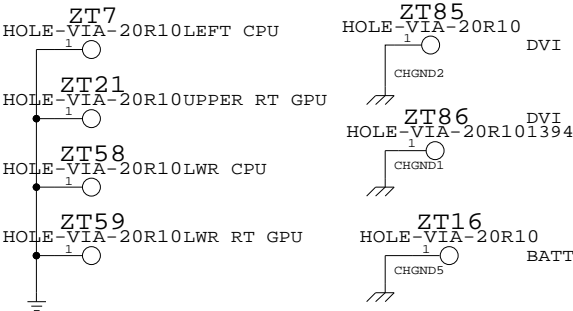 ZT7
HOLE-VIA-20R10LEFT CPU
1
ZT21
HOLE-VIA-20R10UPPER RT GPU
1
ZT58
HOLE-VIA-20R10LWR CPU
1
ZT59
HOLE-VIA-20R10LWR RT GPU
1
ZT85
HOLE-VIA-20R10
1
DVI
CHGND2
ZT86
DVI
HOLE-VIA-20R101394
1
CHGND1
ZT16
HOLE-VIA-20R10
1
BATT
CHGND5